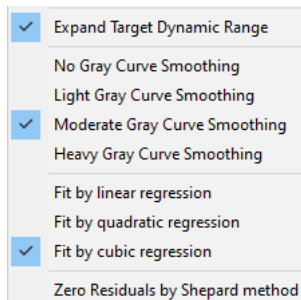 Expand Target Dynamic Range
No Gray Curve Smoothing
Light Gray Curve Smoothing
Moderate Gray Curve Smoothing
Heavy Gray Curve Smoothing
Fit by linear regression
Fit by quadratic regression
Fit by cubic regression
Zero Residuals by Shepard method